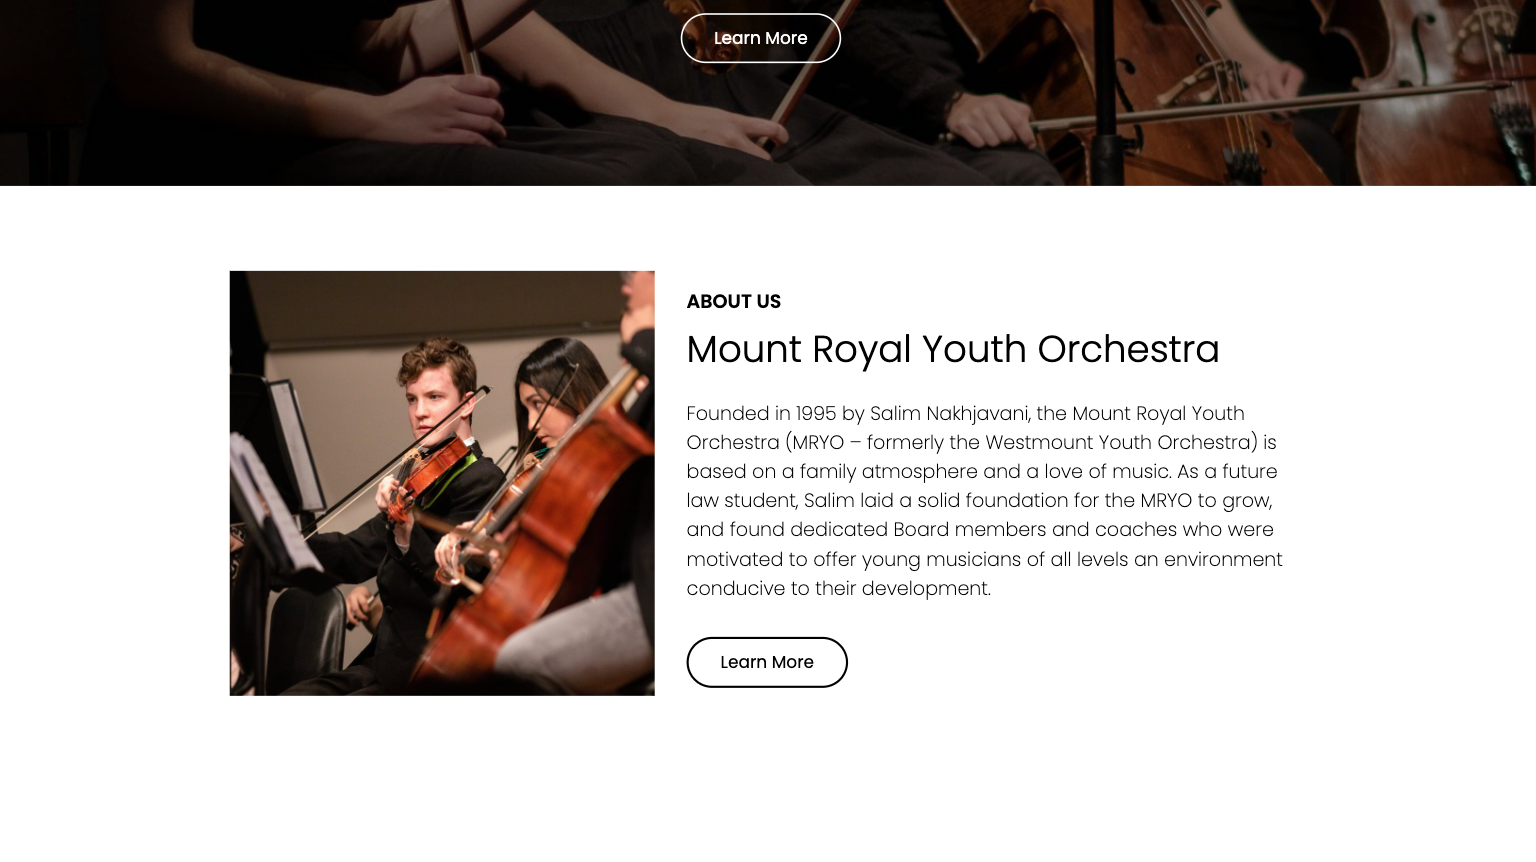 Learn More
ABOUT US
Mount Royal Youth Orchestra
Founded in 1995 by Salim Nakhjavani, the Mount Royal Youth
Orchestra (MRYO – formerly the Westmount Youth Orchestra) is
based on a family atmosphere and a love of music. As a future
law student, Salim laid a solid foundation for the MRYO to grow,
and found dedicated Board members and coaches who were
motivated to offer young musicians of all levels an environment
conducive to their development.
Learn More